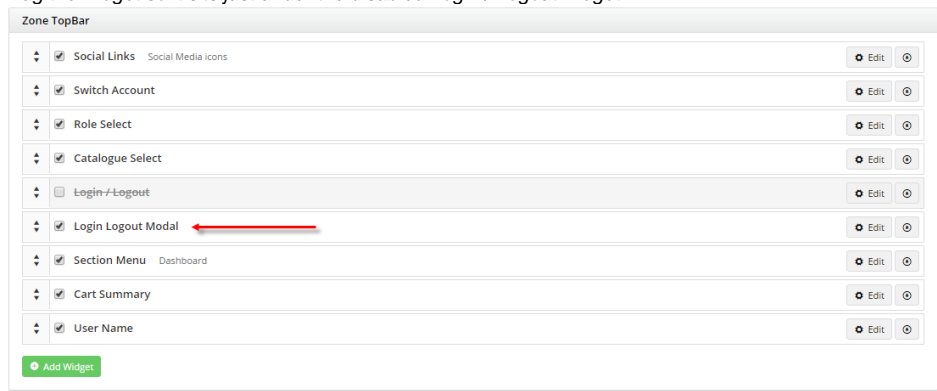 Zone TopBar
Social Links Social Media icons Edit
Switch Account Edit
Role Select Edit
Catalogue Select Edit
Login / Logout Edit
Login Logout Modal Edit
Section Menu Dashboard Edit
Cart Summary Edit
User Name Edit
Add Widget